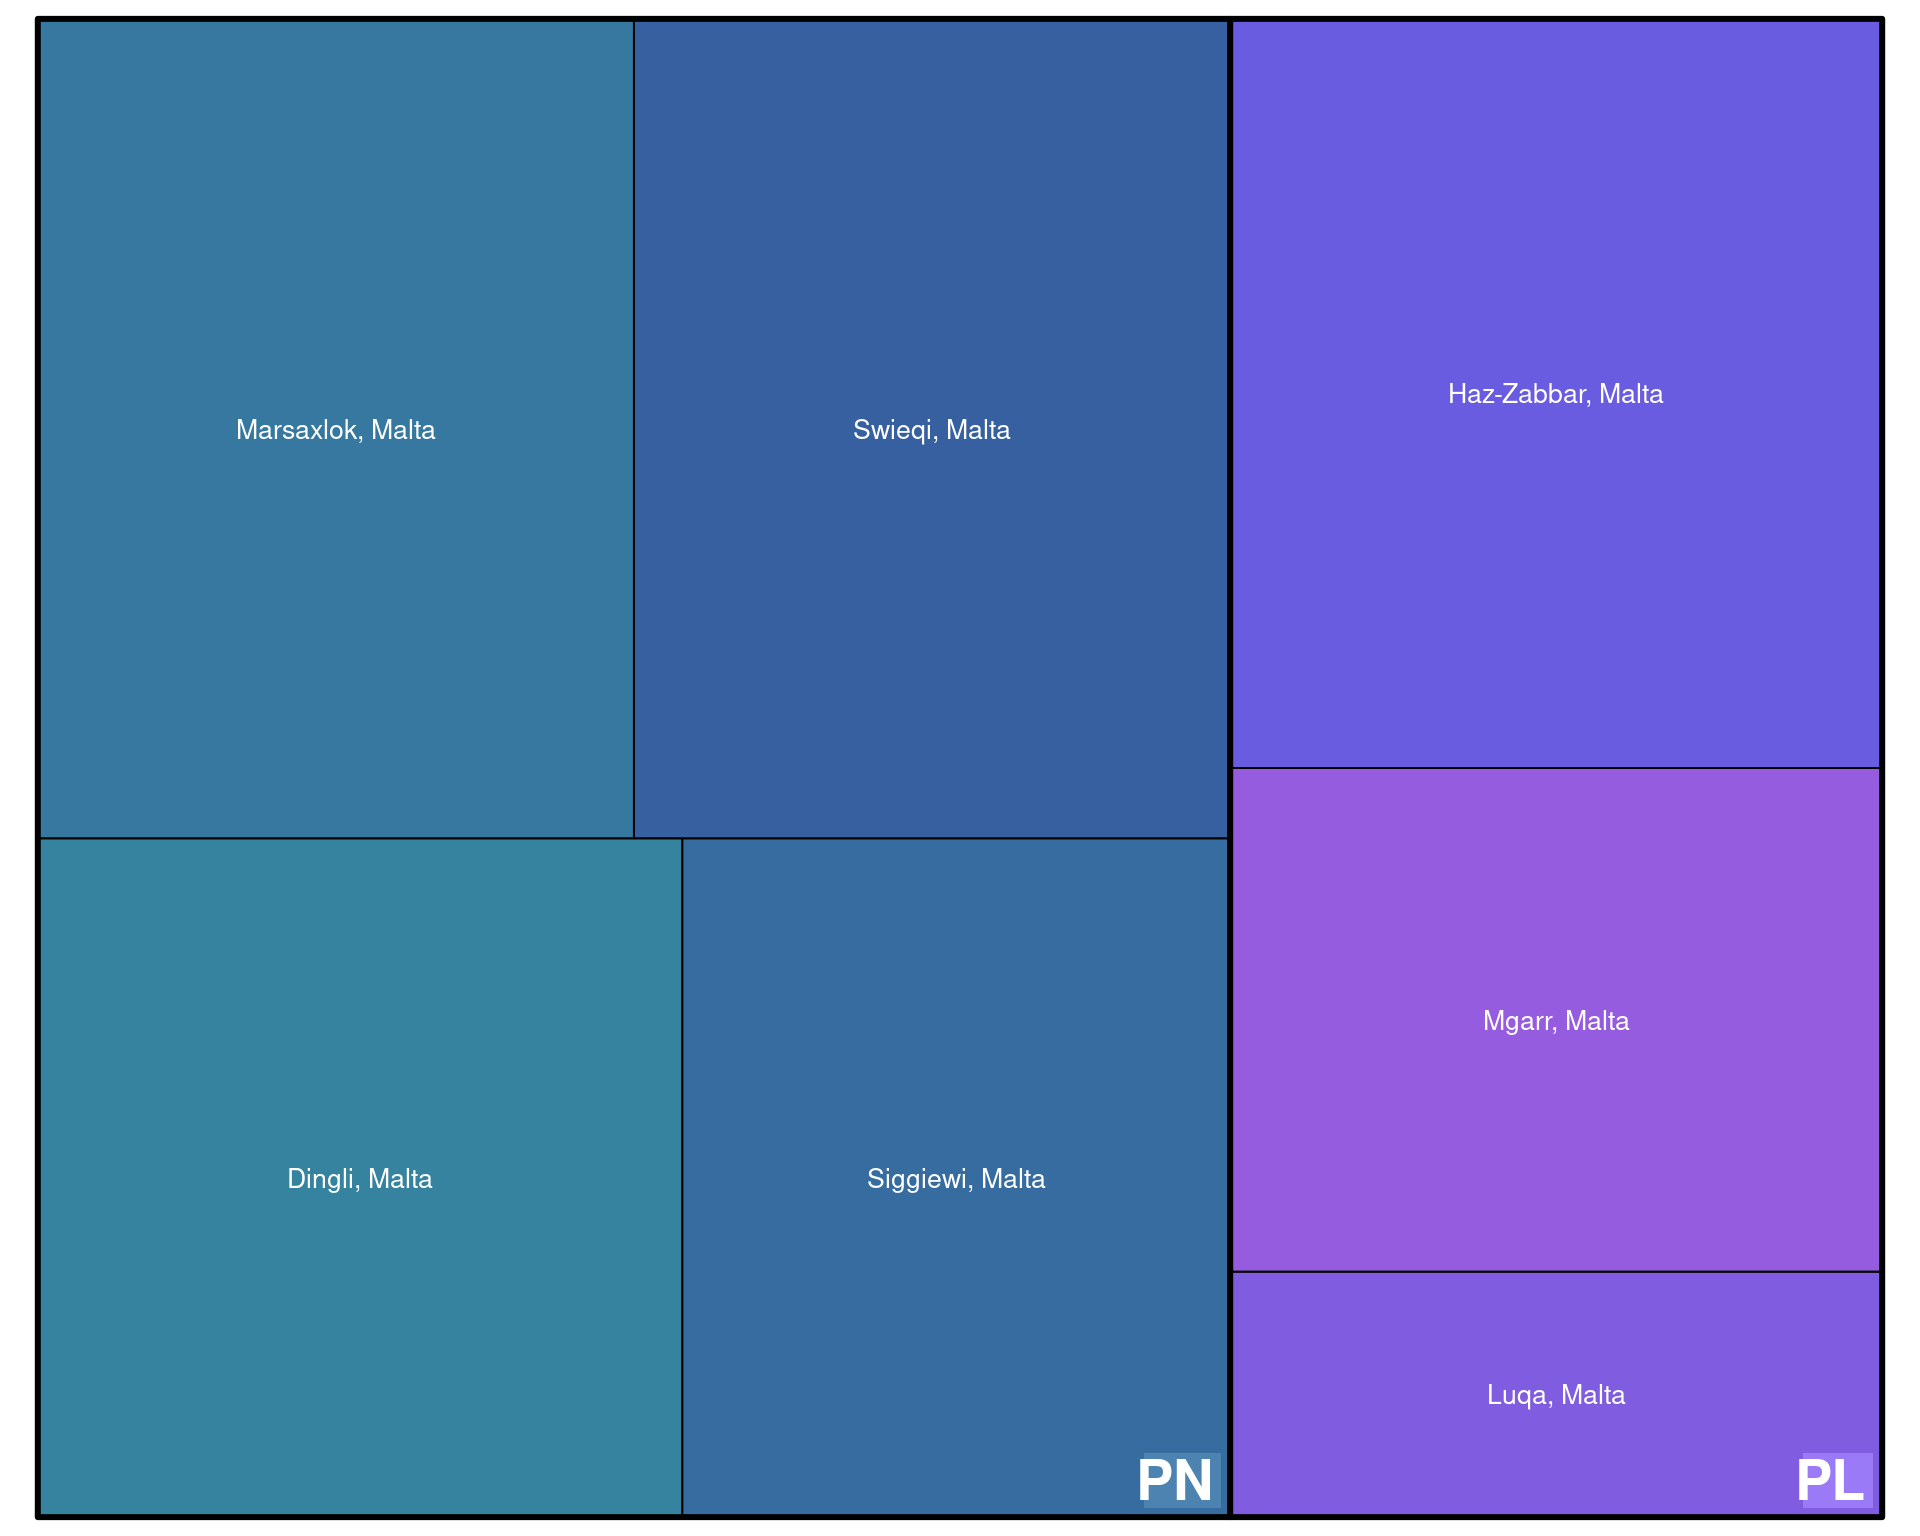 Marsaxlok, Malta
Swieqi, Malta
Haz-Zabbar, Malta
Dingli, Malta
Siggiewi, Malta
Mgarr, Malta
Luqa, Malta
PN
PL